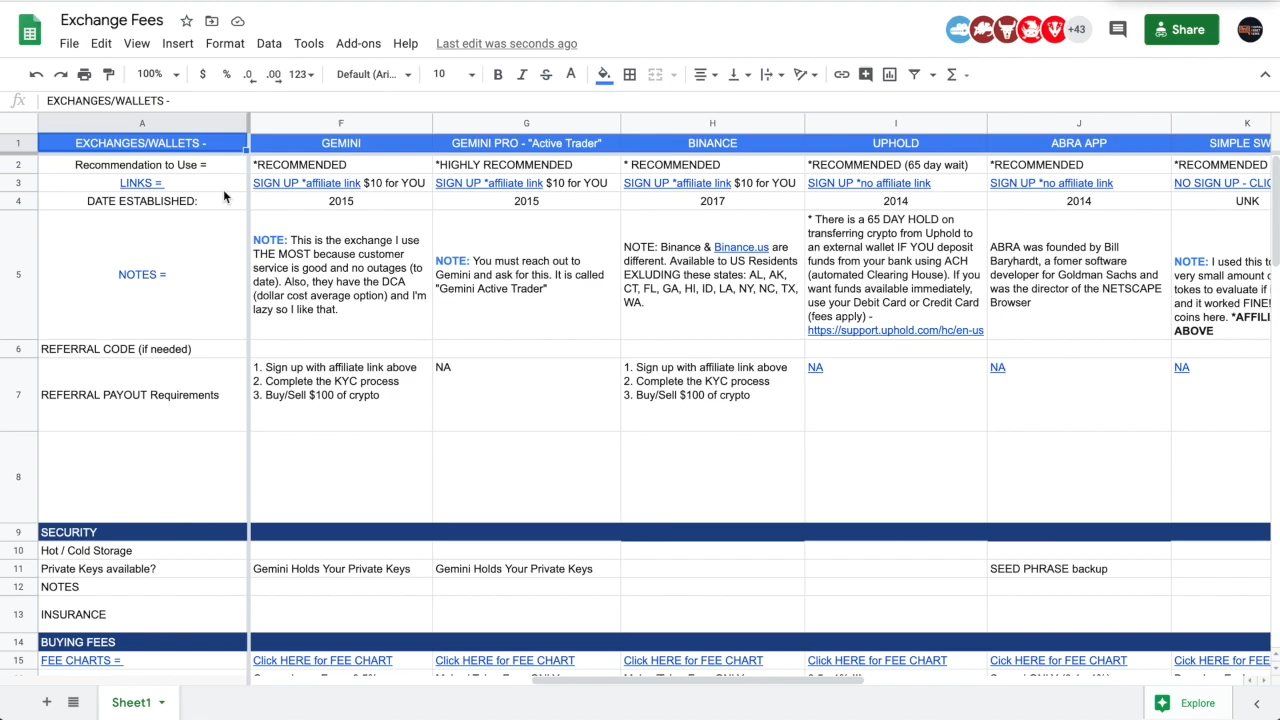 Exchange Fees
File Edit View Insert Format Data Tools Add-ons Help Last edit was seconds ago
+43
Share
100% $ % .0 .00 123 Default (Ari... 10 B I S A
fx EXCHANGES/WALLETS -
A F G H I J K
1 EXCHANGES/WALLETS - GEMINI GEMINI PRO - "Active Trader" BINANCE UPHOLD ABRA APP SIMPLE SW
2 Recommendation to Use = *RECOMMENDED *HIGHLY RECOMMENDED * RECOMMENDED *RECOMMENDED (65 day wait) *RECOMMENDED *RECOMMENDED
3 LINKS = SIGN UP *affiliate link $10 for YOU SIGN UP *affiliate link $10 for YOU SIGN UP *affiliate link $10 for YOU SIGN UP *no affiliate link SIGN UP *no affiliate link NO SIGN UP - CLIC
4 DATE ESTABLISHED: 2015 2015 2017 2014 2014 UNK
5 NOTES =
NOTE: This is the exchange I use
THE MOST because customer
service is good and no outages (to
date). Also, they have the DCA
(dollar cost average option) and I'm
lazy so I like that.
NOTE: You must reach out to
Gemini and ask for this. It is called
"Gemini Active Trader"
NOTE: Binance & Binance.us are
different. Available to US Residents
EXLUDING these states: AL, AK,
CT, FL, GA, HI, ID, LA, NY, NC, TX,
WA.
* There is a 65 DAY HOLD on
transferring crypto from Uphold to
an external wallet IF YOU deposit
funds from your bank using ACH
(automated Clearing House). If you
want funds available immediately,
use your Debit Card or Credit Card
(fees apply) -
https://support.uphold.com/hc/en-us
ABRA was founded by Bill
Baryhardt, a fomer software
developer for Goldman Sachs and
was the director of the NETSCAPE
Browser
NOTE: I used this to
very small amount o
tokes to evaluate if i
and it worked FINE!
coins here. *AFFILI
ABOVE
6 REFERRAL CODE (if needed)
7 REFERRAL PAYOUT Requirements
1. Sign up with affiliate link above
2. Complete the KYC process
3. Buy/Sell $100 of crypto
NA
1. Sign up with affiliate link above
2. Complete the KYC process
3. Buy/Sell $100 of crypto
NA
NA
NA
8
9 SECURITY
10 Hot / Cold Storage
11 Private Keys available? Gemini Holds Your Private Keys Gemini Holds Your Private Keys SEED PHRASE backup
12 NOTES
13 INSURANCE
14 BUYING FEES
15 FEE CHARTS = Click HERE for FEE CHART Click HERE for FEE CHART Click HERE for FEE CHART Click HERE for FEE CHART Click HERE for FEE CHART Click HERE for FEE
Sheet1
Explore